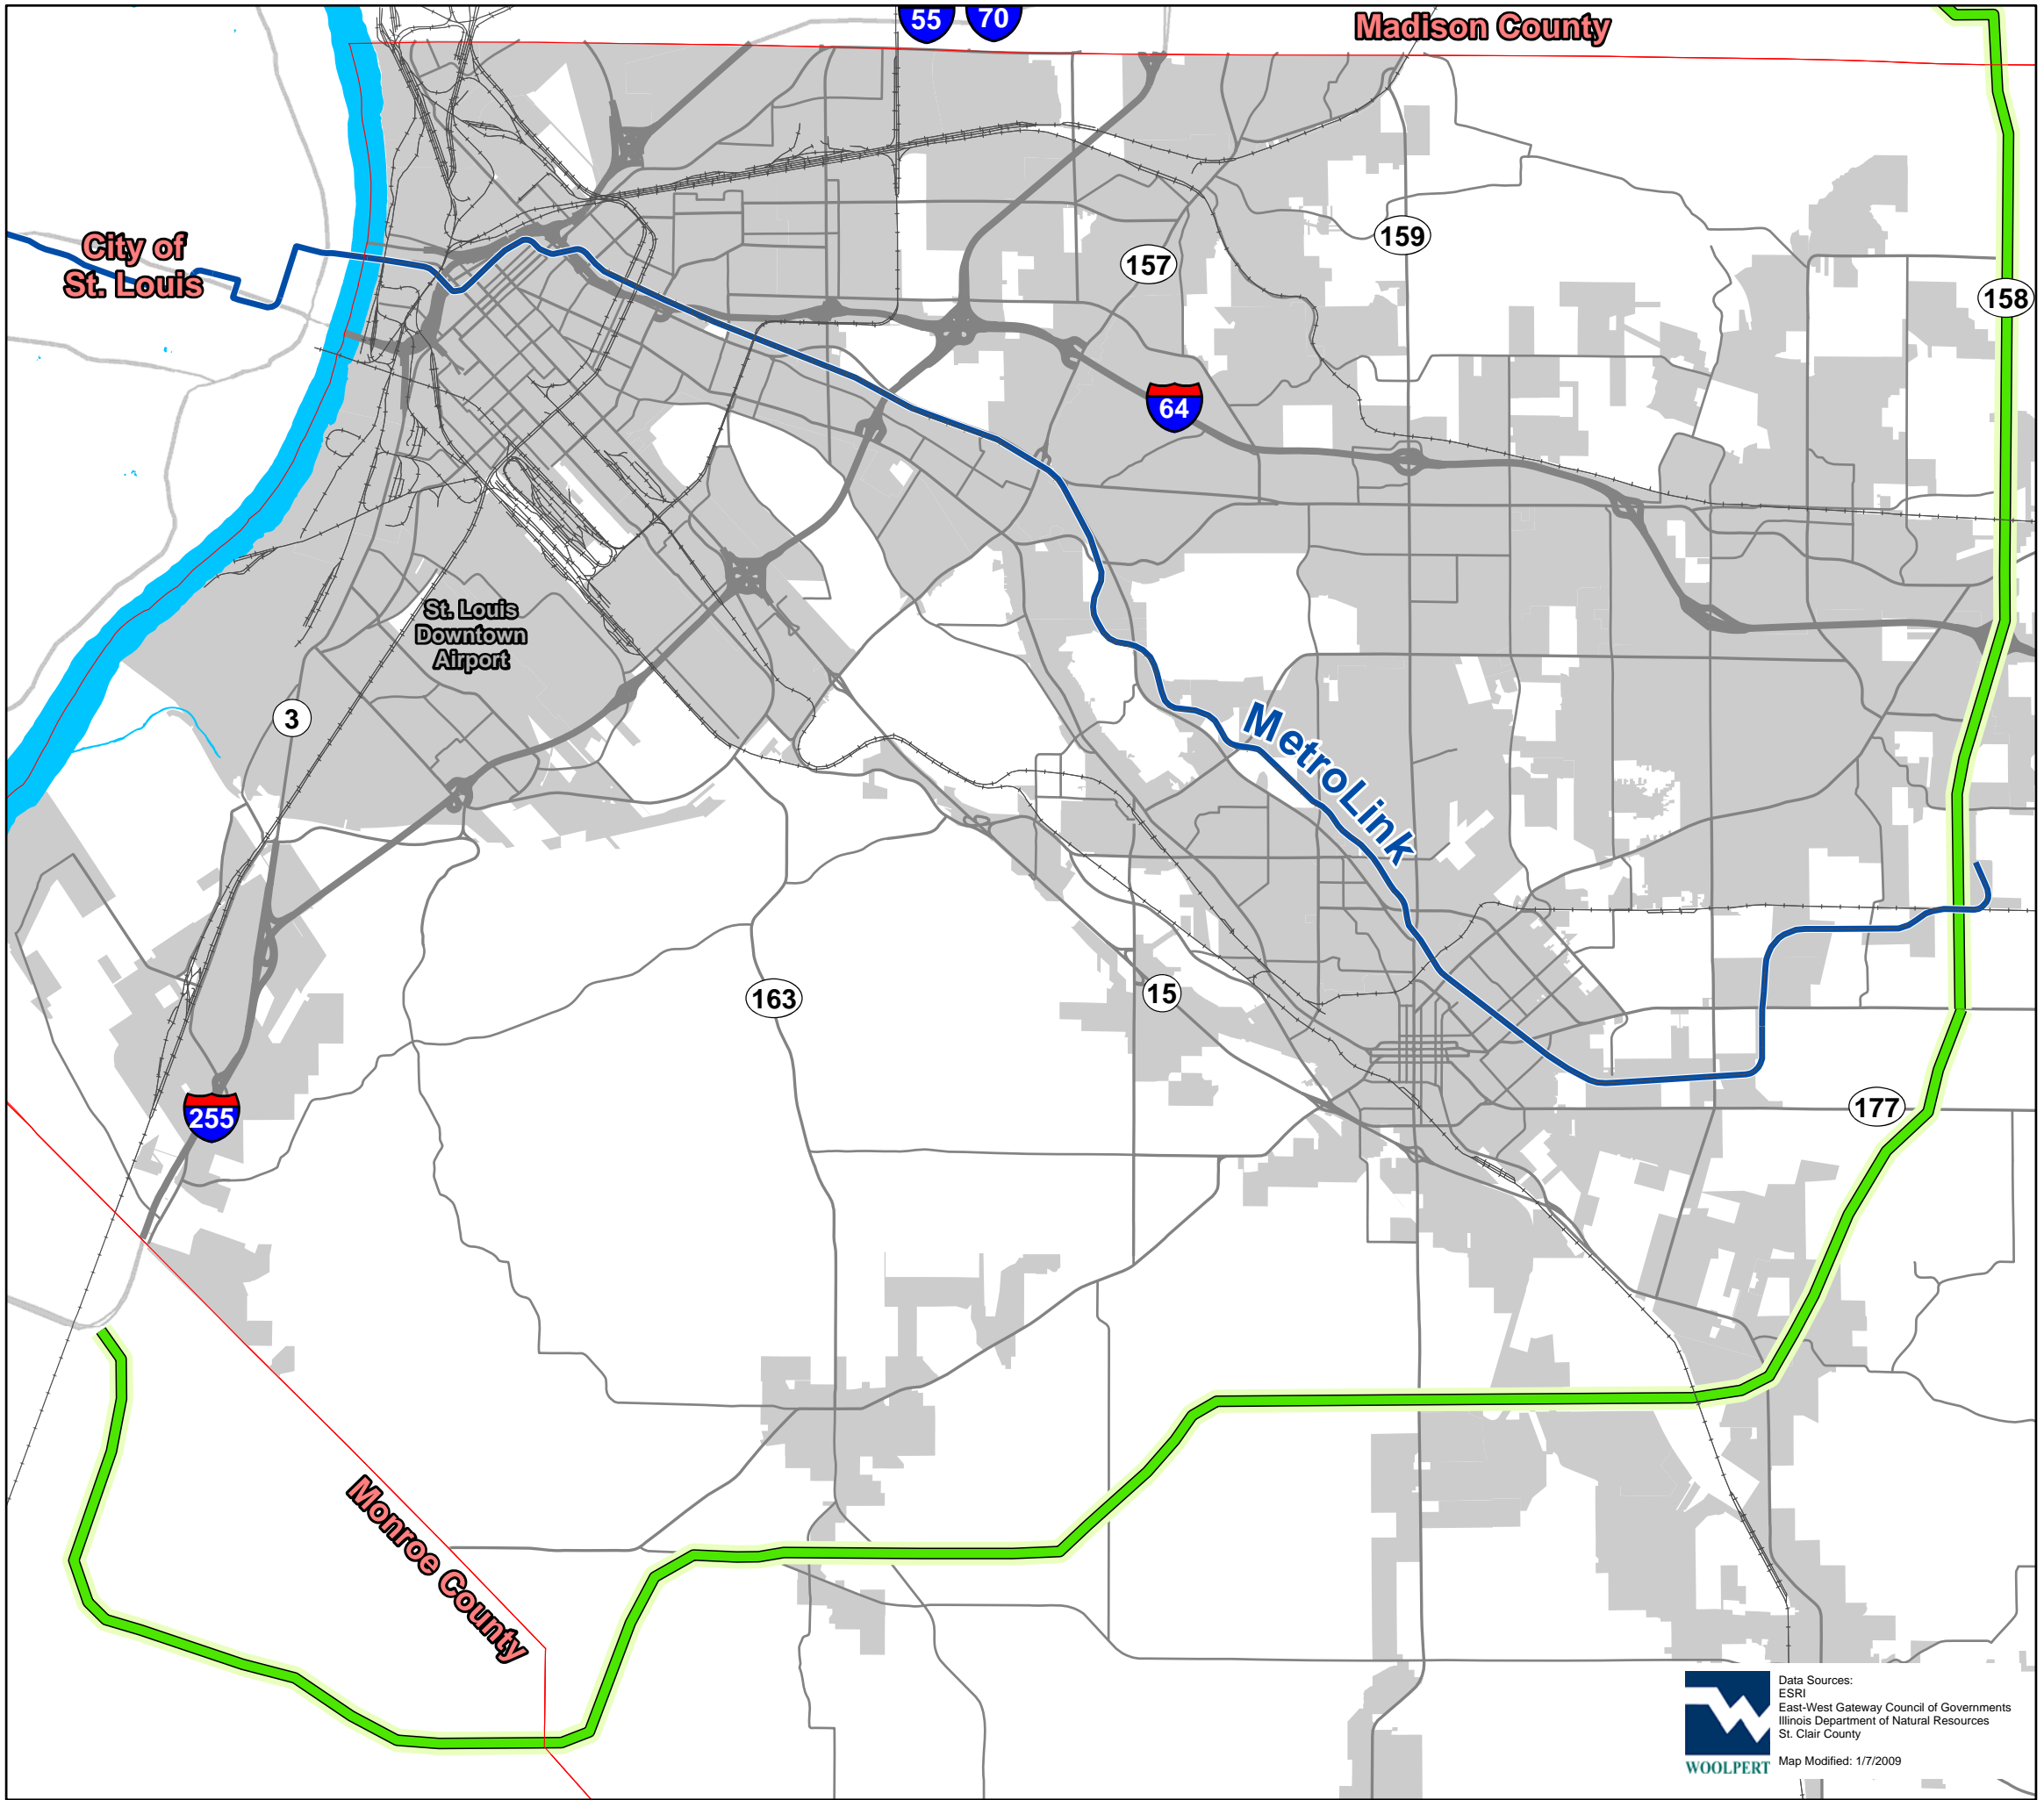 55
70
Madison County
City of
St. Louis
159
157
158
64
St. Louis
Downtown
Airport
3
MetroLink
163
15
255
177
Monroe County
Data Sources:
ESRI
East-West Gateway Council of Governments
Illinois Department of Natural Resources
St. Clair County
Map Modified: 1/7/2009
WOOLPERT